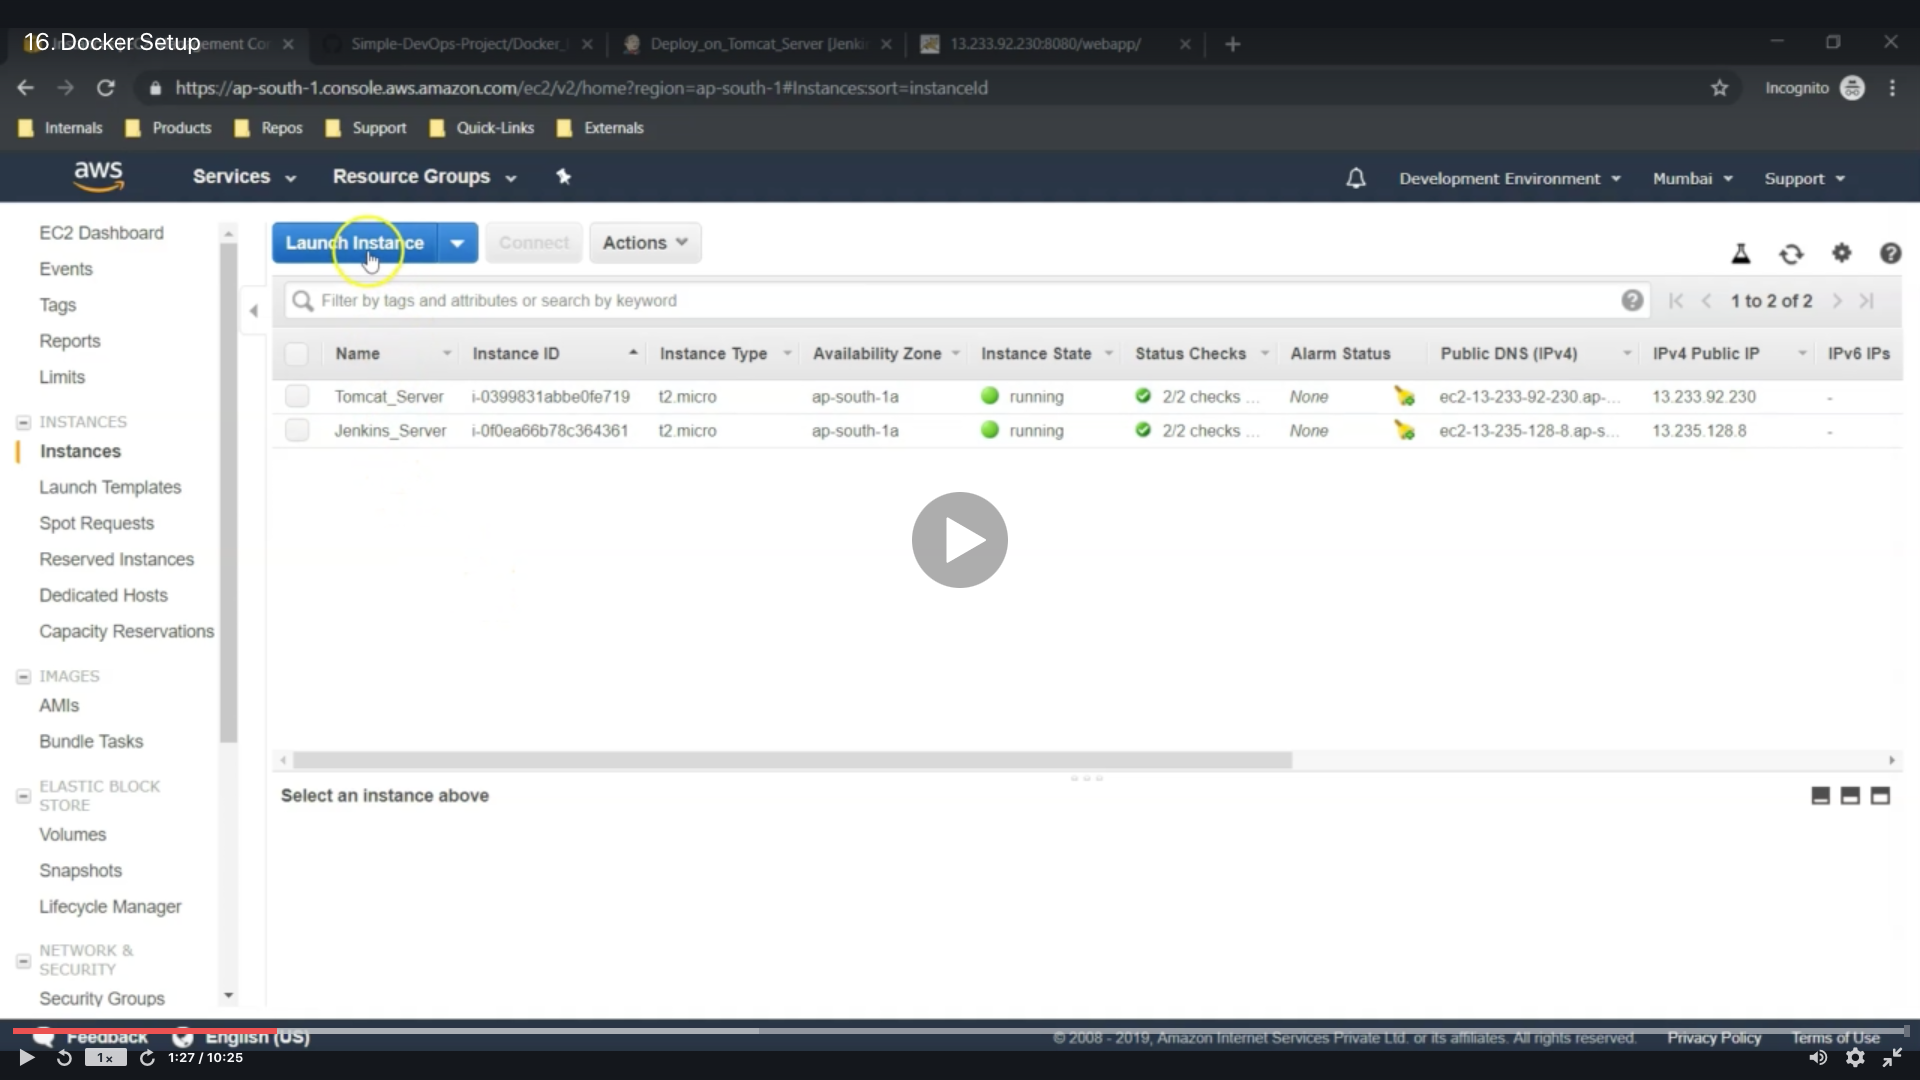 16. Docker Setup
Simple-DevOps-Project/Docker_
Deploy_on_Tomcat_Server [Jenki
13.233.92.230:8080/webapp/
https://ap-south-1.console.aws.amazon.com/ec2/v2/home?region=ap-south-1#Instances:sort=instanceId
Incognito
Internals Products Repos Support Quick-Links Externals
aws Services Resource Groups Development Environment Mumbai Support
EC2 Dashboard
Events
Tags
Reports
Limits
INSTANCES
Instances
Launch Templates
Spot Requests
Reserved Instances
Dedicated Hosts
Capacity Reservations
IMAGES
AMIs
Bundle Tasks
ELASTIC BLOCK
STORE
Volumes
Snapshots
Lifecycle Manager
NETWORK &
SECURITY
Security Groups
Launch Instance Connect Actions
Filter by tags and attributes or search by keyword
1 to 2 of 2
Name Instance ID Instance Type Availability Zone Instance State Status Checks Alarm Status Public DNS (IPv4) IPv4 Public IP IPv6 IPs
Tomcat_Server i-0399831abbe0fe719 t2.micro ap-south-1a running 2/2 checks ... None ec2-13-233-92-230.ap-... 13.233.92.230 -
Jenkins_Server i-0f0ea66b78c364361 t2.micro ap-south-1a running 2/2 checks ... None ec2-13-235-128-8.ap-s... 13.235.128.8 -
Select an instance above
Feedback English (US) © 2008 - 2019, Amazon Internet Services Private Ltd. or its affiliates. All rights reserved. Privacy Policy Terms of Use
1x 1:27 / 10:25